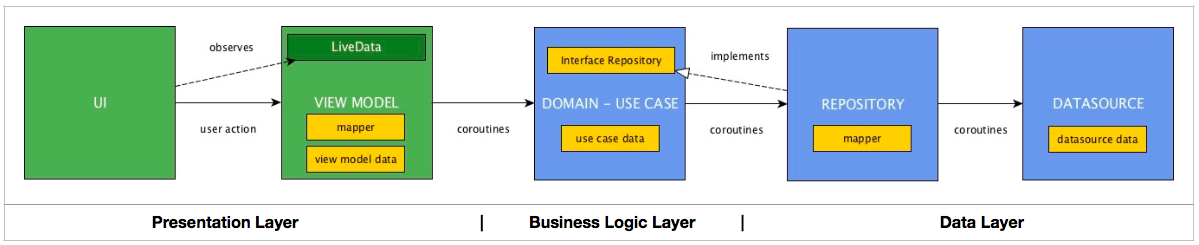 UI
observes
user action
LiveData
VIEW MODEL
mapper
view model data
coroutines
Interface Repository
DOMAIN – USE CASE
use case data
implements
coroutines
REPOSITORY
mapper
coroutines
DATASOURCE
datasource data
Presentation Layer | Business Logic Layer | Data Layer